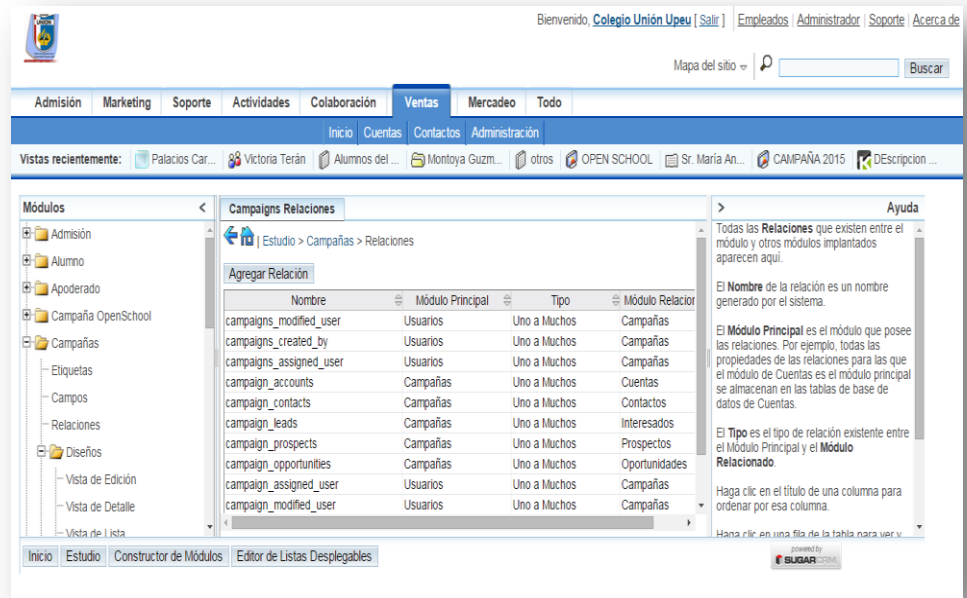 UNION
Bienvenido, Colegio Unión Upeu [ Salir ] | Empleados | Administrador | Soporte | Acerca de
Mapa del sitio
Buscar
Admisión Marketing Soporte Actividades Colaboración Ventas Mercadeo Todo
Inicio | Cuentas | Contactos | Administración
Vistas recientemente: Palacios Car... Victoria Terán Alumnos del ... Montoya Guzm... otros OPEN SCHOOL Sr. María An... CAMPAÑA 2015 DEscripcion ...
Módulos <
Admisión
Alumno
Apoderado
Campaña OpenSchool
Campañas
Etiquetas
Campos
Relaciones
Diseños
Vista de Edición
Vista de Detalle
Vista de Lista
Campaigns Relaciones
| Estudio > Campañas > Relaciones
Agregar Relación
Nombre Módulo Principal Tipo Módulo Relacion
campaigns_modified_user Usuarios Uno a Muchos Campañas
campaigns_created_by Usuarios Uno a Muchos Campañas
campaigns_assigned_user Usuarios Uno a Muchos Campañas
campaign_accounts Campañas Uno a Muchos Cuentas
campaign_contacts Campañas Uno a Muchos Contactos
campaign_leads Campañas Uno a Muchos Interesados
campaign_prospects Campañas Uno a Muchos Prospectos
campaign_opportunities Campañas Uno a Muchos Oportunidades
campaign_assigned_user Usuarios Uno a Muchos Campañas
campaign_modified_user Usuarios Uno a Muchos Campañas
> Ayuda
Todas las Relaciones que existen entre el
módulo y otros módulos implantados
aparecen aquí.
El Nombre de la relación es un nombre
generado por el sistema.
El Módulo Principal es el módulo que posee
las relaciones. Por ejemplo, todas las
propiedades de las relaciones para las que
el módulo de Cuentas es el módulo principal
se almacenan en las tablas de base de
datos de Cuentas.
El Tipo es el tipo de relación existente entre
el Módulo Principal y el Módulo
Relacionado.
Haga clic en el título de una columna para
ordenar por esa columna.
Haga clic en una fila de la tabla para ver y
Inicio Estudio Constructor de Módulos Editor de Listas Desplegables
powered by
SUGARCRM